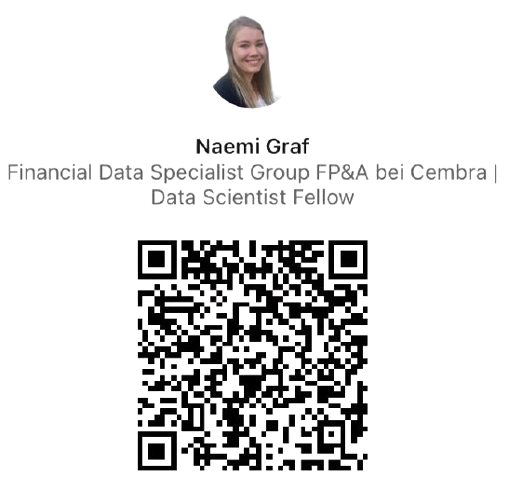 Naemi Graf
Financial Data Specialist Group FP&A bei Cembra |
Data Scientist Fellow